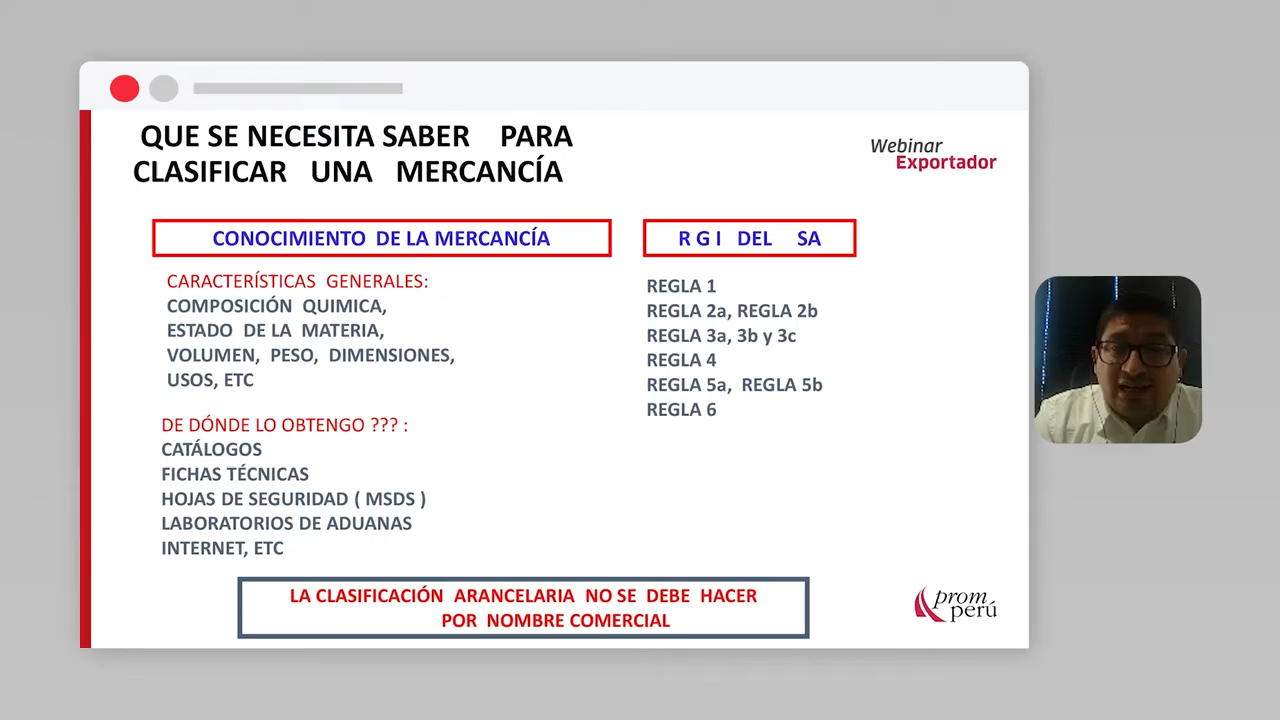 QUE SE NECESITA SABER PARA
CLASIFICAR UNA MERCANCÍA
Webinar
Exportador
CONOCIMIENTO DE LA MERCANCÍA
R G I DEL SA
CARACTERÍSTICAS GENERALES:
COMPOSICIÓN QUIMICA,
ESTADO DE LA MATERIA,
VOLUMEN, PESO, DIMENSIONES,
USOS, ETC
REGLA 1
REGLA 2a, REGLA 2b
REGLA 3a, 3b y 3c
REGLA 4
REGLA 5a, REGLA 5b
REGLA 6
DE DÓNDE LO OBTENGO ??? :
CATÁLOGOS
FICHAS TÉCNICAS
HOJAS DE SEGURIDAD ( MSDS )
LABORATORIOS DE ADUANAS
INTERNET, ETC
LA CLASIFICACIÓN ARANCELARIA NO SE DEBE HACER
POR NOMBRE COMERCIAL
prom
perú